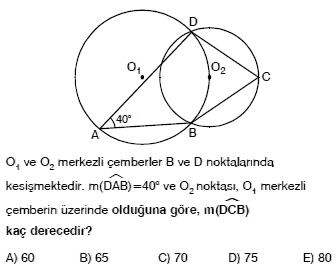 D
O₁
O₂
C
40°
A
B
O₁ ve O₂ merkezli çemberler B ve D noktalarında
kesişmektedir. m(DAB)=40° ve O₂ noktası, O₁ merkezli
çemberin üzerinde olduğuna göre, m(DCB)
kaç derecedir?
A) 60 B) 65 C) 70 D) 75 E) 80